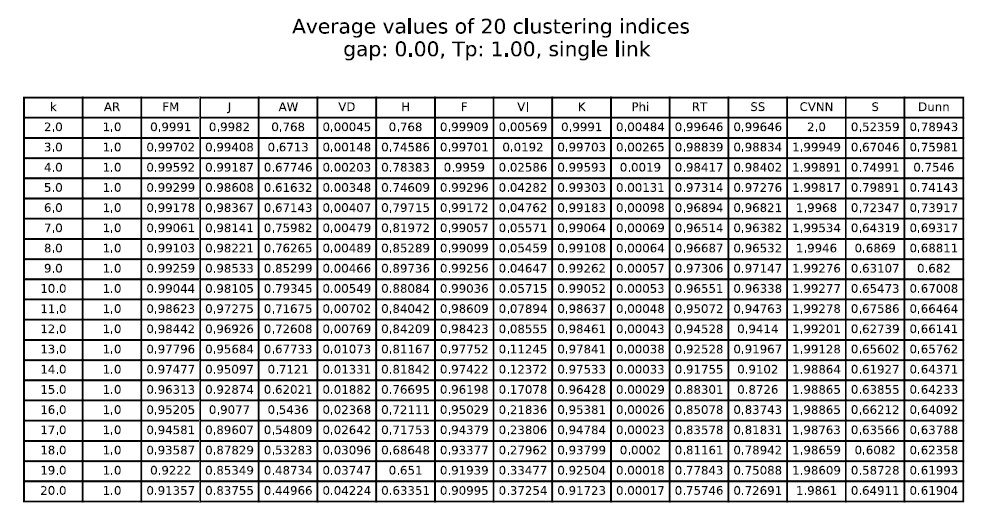 Average values of 20 clustering indices
gap: 0.00, Tp: 1.00, single link
k AR FM J AW VD H F VI K Phi RT SS CVNN S Dunn
2,0 1,0 0,9991 0,9982 0,768 0,00045 0,768 0,99909 0,00569 0,9991 0,00484 0,99646 0,99646 2,0 0,52359 0,78943
3.0 1.0 0.99702 0.99408 0.6713 0.00148 0.74586 0.99701 0.0192 0.99703 0.00265 0.98839 0.98834 1.99949 0.67046 0.75981
4.0 1.0 0.99592 0.99187 0.67746 0.00203 0.78383 0.9959 0.02586 0.99593 0.0019 0.98417 0.98402 1.99891 0.74991 0.7546
5.0 1.0 0.99299 0.98608 0.61632 0.00348 0.74609 0.99296 0.04282 0.99303 0.00131 0.97314 0.97276 1.99817 0.79891 0.74143
6,0 1,0 0,99178 0,98367 0,67143 0,00407 0,79715 0,99172 0,04762 0,99183 0,00098 0,96894 0,96821 1,9968 0,72347 0,73917
7,0 1,0 0,99061 0,98141 0,75982 0,00479 0,81972 0,99057 0,05571 0,99064 0,00069 0,96514 0,96382 1,99534 0,64319 0,69317
8,0 1,0 0,99103 0,98221 0,76265 0,00489 0,85289 0,99099 0,05459 0,99108 0,00064 0,96687 0,96532 1,9946 0,6869 0,68811
9.0 1.0 0.99259 0.98533 0.85299 0.00466 0.89736 0.99256 0.04647 0.99262 0.00057 0.97306 0.97147 1.99276 0.63107 0.682
10.0 1.0 0.99044 0.98105 0.79345 0.00549 0.88084 0.99036 0.05715 0.99052 0.00053 0.96551 0.96338 1.99277 0.65473 0.67008
11,0 1,0 0,98623 0,97275 0,71675 0,00702 0,84042 0,98609 0,07894 0,98637 0,00048 0,95072 0,94763 1,99278 0,67586 0,66464
12,0 1,0 0,98442 0,96926 0,72608 0,00769 0,84209 0,98423 0,08555 0,98461 0,00043 0,94528 0,9414 1,99201 0,62739 0,66141
13,0 1,0 0,97796 0,95684 0,67733 0,01073 0,81167 0,97752 0,11245 0,97841 0,00038 0,92528 0,91967 1,99128 0,65602 0,65762
14.0 1.0 0.97477 0.95097 0.7121 0.01331 0.81842 0.97422 0.12372 0.97533 0.00033 0.91755 0.9102 1.98864 0.61927 0.64371
15.0 1.0 0.96313 0.92874 0.62021 0.01882 0.76695 0.96198 0.17078 0.96428 0.00029 0.88301 0.8726 1.98865 0.63855 0.64233
16,0 1,0 0,95205 0,9077 0,5436 0,02368 0,72111 0,95029 0,21836 0,95381 0,00026 0,85078 0,83743 1,98865 0,66212 0,64092
17,0 1,0 0,94581 0,89607 0,54809 0,02642 0,71753 0,94379 0,23806 0,94784 0,00023 0,83578 0,81831 1,98763 0,63566 0,63788
18,0 1,0 0,93587 0,87829 0,53283 0,03096 0,68648 0,93377 0,27962 0,93799 0,0002 0,81161 0,78942 1,98659 0,6082 0,62358
19.0 1.0 0.9222 0.85349 0.48734 0.03747 0.651 0.91939 0.33477 0.92504 0.00018 0.77843 0.75088 1.98609 0.58728 0.61993
20.0 1.0 0.91357 0.83755 0.44966 0.04224 0.63351 0.90995 0.37254 0.91723 0.00017 0.75746 0.72691 1.9861 0.64911 0.61904